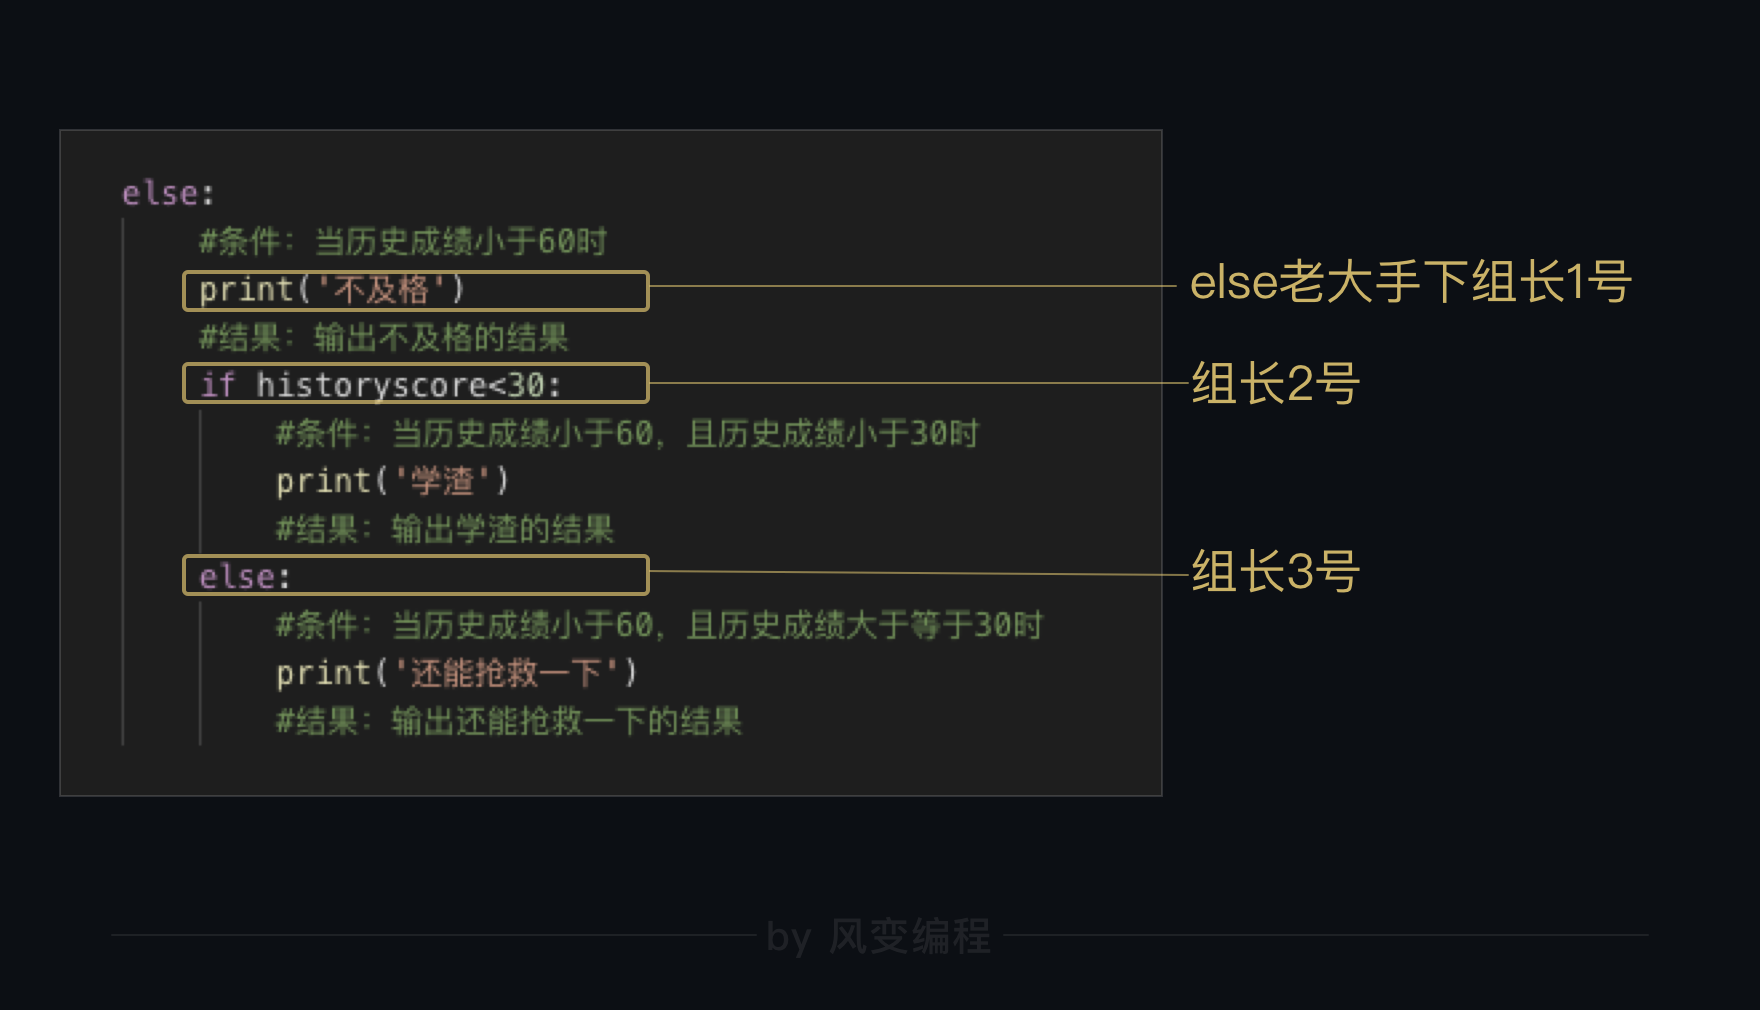 else:
#条件：当历史成绩小于60时
print('不及格')
else老大手下组长1号
#结果：输出不及格的结果
if historyscore<30:
组长2号
#条件：当历史成绩小于60，且历史成绩小于30时
print('学渣')
#结果：输出学渣的结果
else:
组长3号
#条件：当历史成绩小于60，且历史成绩大于等于30时
print('还能抢救一下')
#结果：输出还能抢救一下的结果
by 风变编程